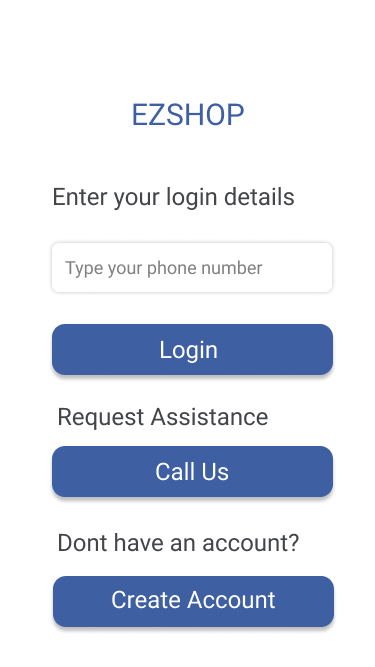 EZSHOP
Enter your login details
Type your phone number
Login
Request Assistance
Call Us
Dont have an account?
Create Account